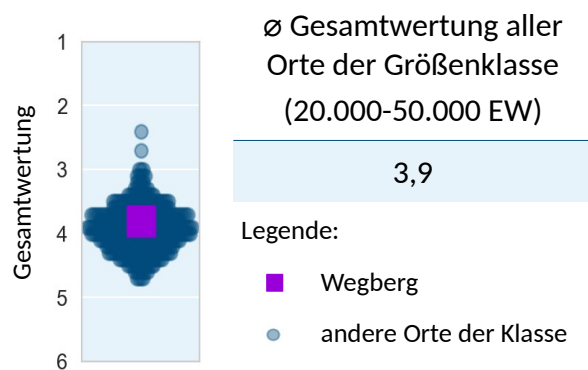 ⌀ Gesamtwertung aller
Orte der Größenklasse
(20.000-50.000 EW)
3,9
Legende:
Wegberg
andere Orte der Klasse
Gesamtwertung
1
2
3
4
5
6